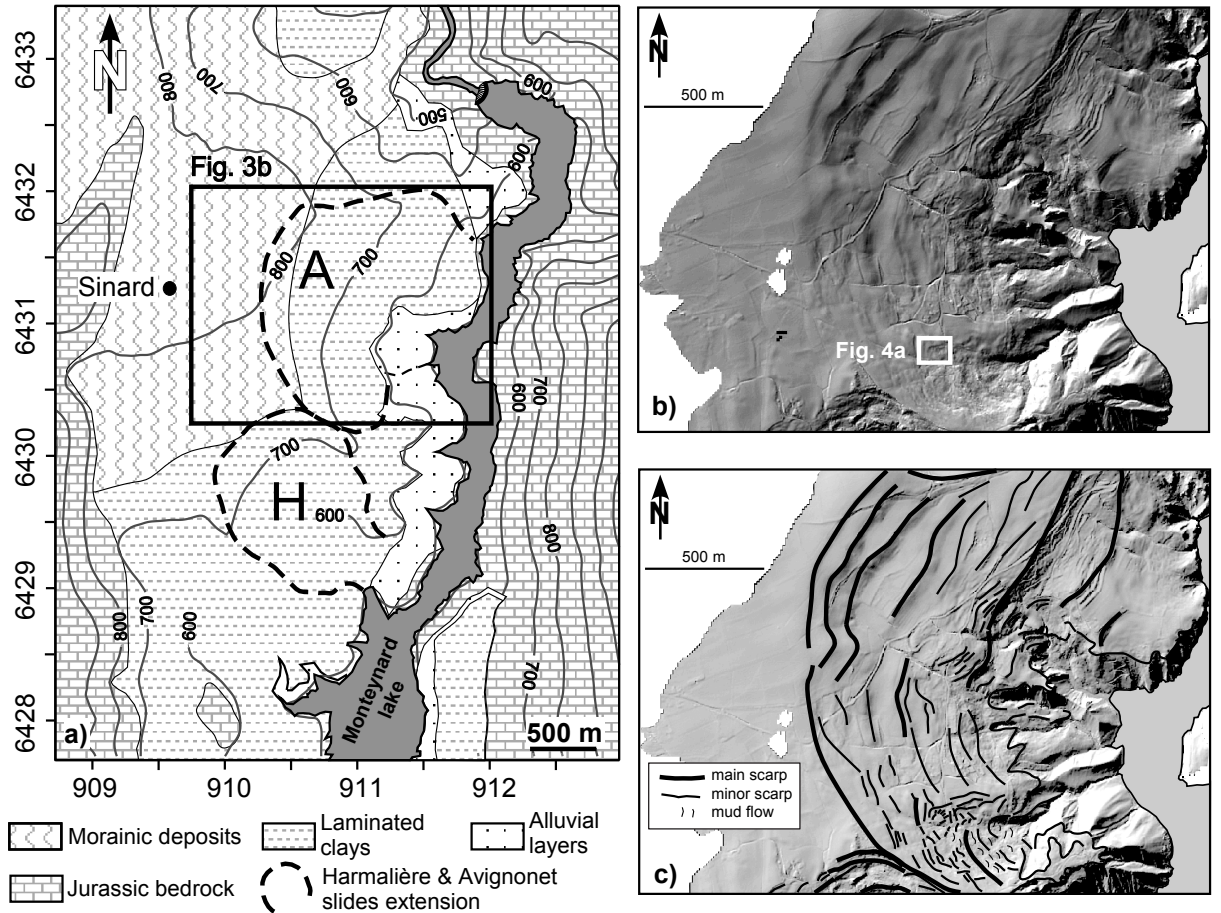 N
6433
6432
6431
6430
6429
6428
909
910
911
912
800
700
600
500
600
600
Fig. 3b
800
A
700
Sinard
700
600
700
H
600
800
800
700
600
700
Monteynard
lake
a)
500 m
Morainic deposits
Laminated
clays
Alluvial
layers
Jurassic bedrock
Harmalière & Avignonet
slides extension
N
500 m
Fig. 4a
b)
N
500 m
main scarp
minor scarp
mud flow
c)